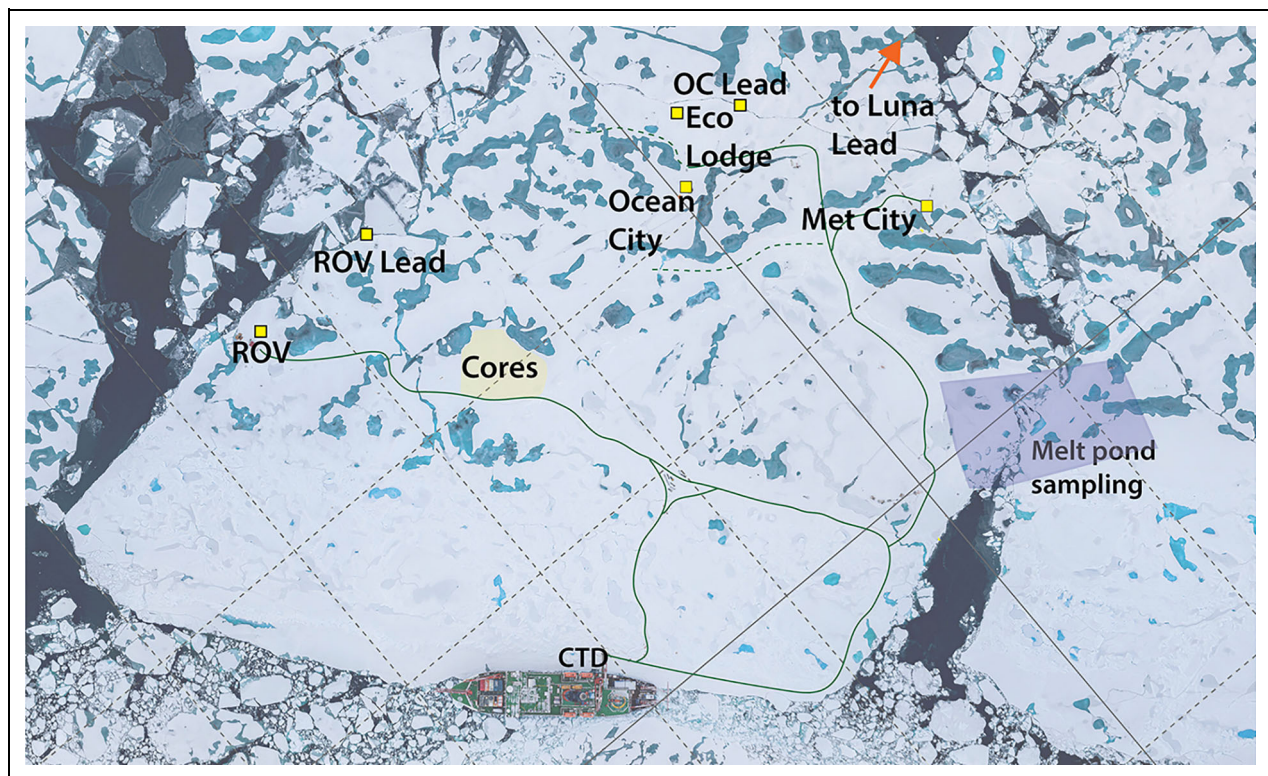 OC Lead
Eco
Lodge
to Luna
Lead
Ocean
City
Met City
ROV Lead
ROV
Cores
Melt pond
sampling
CTD